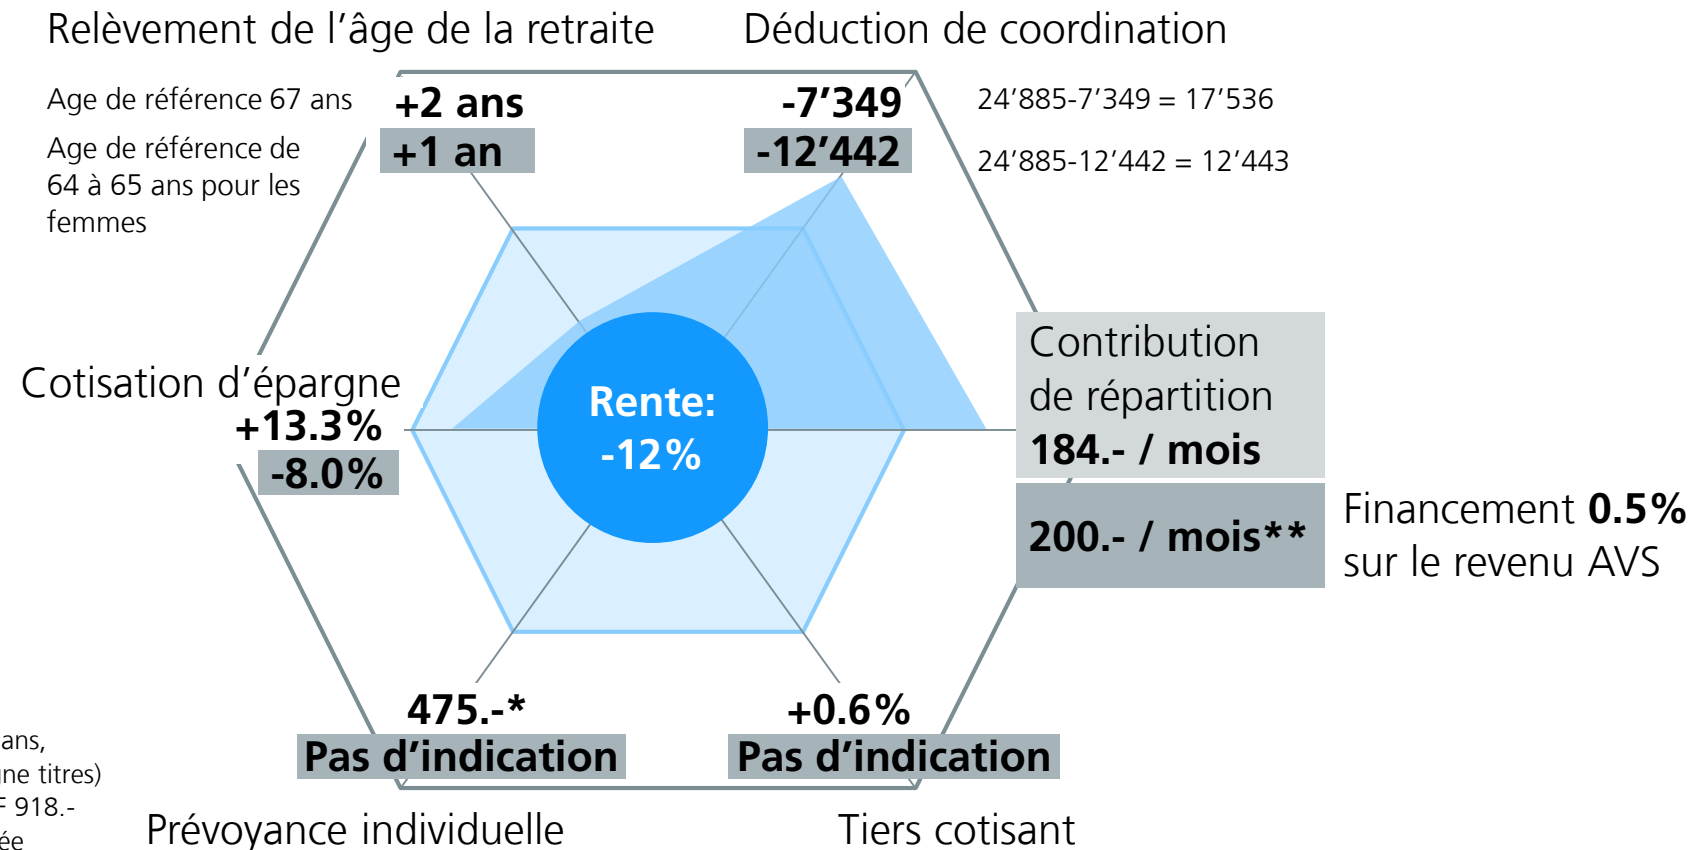 Relèvement de l’âge de la retraite
Déduction de coordination
Age de référence 67 ans
+2 ans
-7’349
24’885-7’349 = 17’536
Age de référence de
64 à 65 ans pour les
femmes
+1 an
-12’442
24’885-12’442 = 12’443
Contribution
de répartition
184.- / mois
200.- / mois**
Financement 0.5%
sur le revenu AVS
Cotisation d’épargne
+13.3%
-8.0%
Rente:
-12%
475.-*
Pas d’indication
+0.6%
Pas d’indication
ans,
titres)
918.-
Prévoyance individuelle
Tiers cotisant